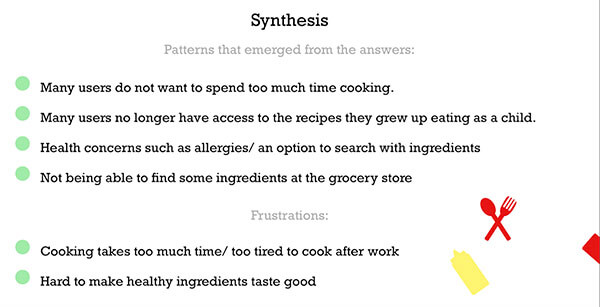 Synthesis
Patterns that emerged from the answers:
Many users do not want to spend too much time cooking.
Many users no longer have access to the recipes they grew up eating as a child.
Health concerns such as allergies/ an option to search with ingredients
Not being able to find some ingredients at the grocery store
Frustrations:
Cooking takes too much time/ too tired to cook after work
Hard to make healthy ingredients taste good